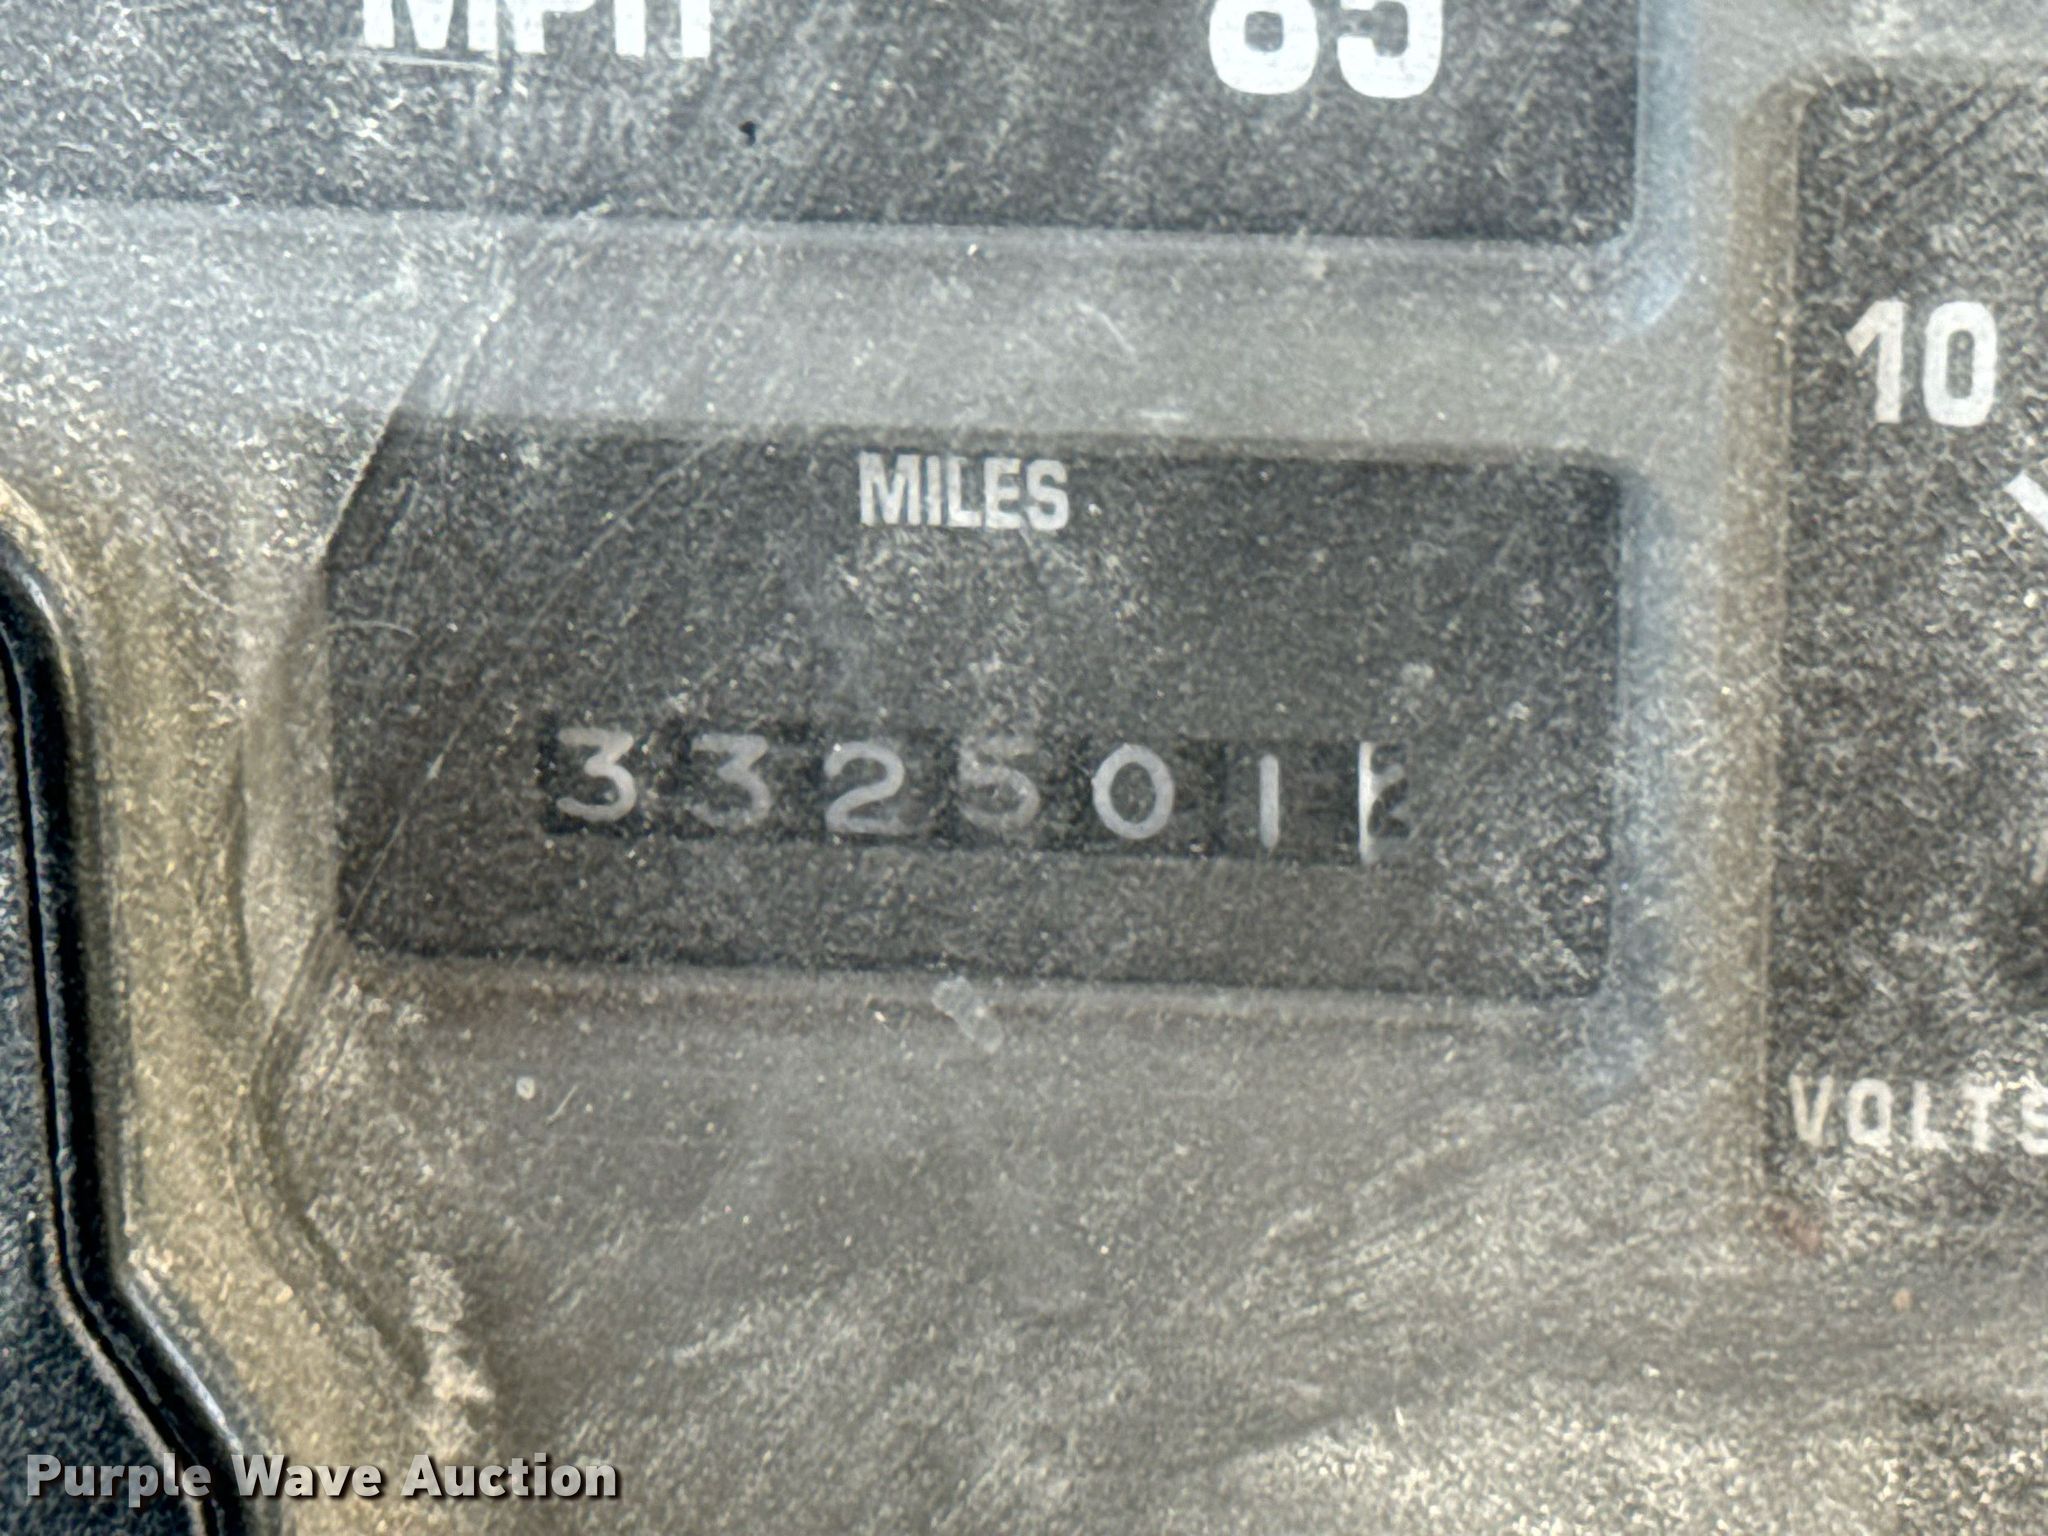 MPH 85
10
MILES
332501
VOLTS
Purple Wave Auction